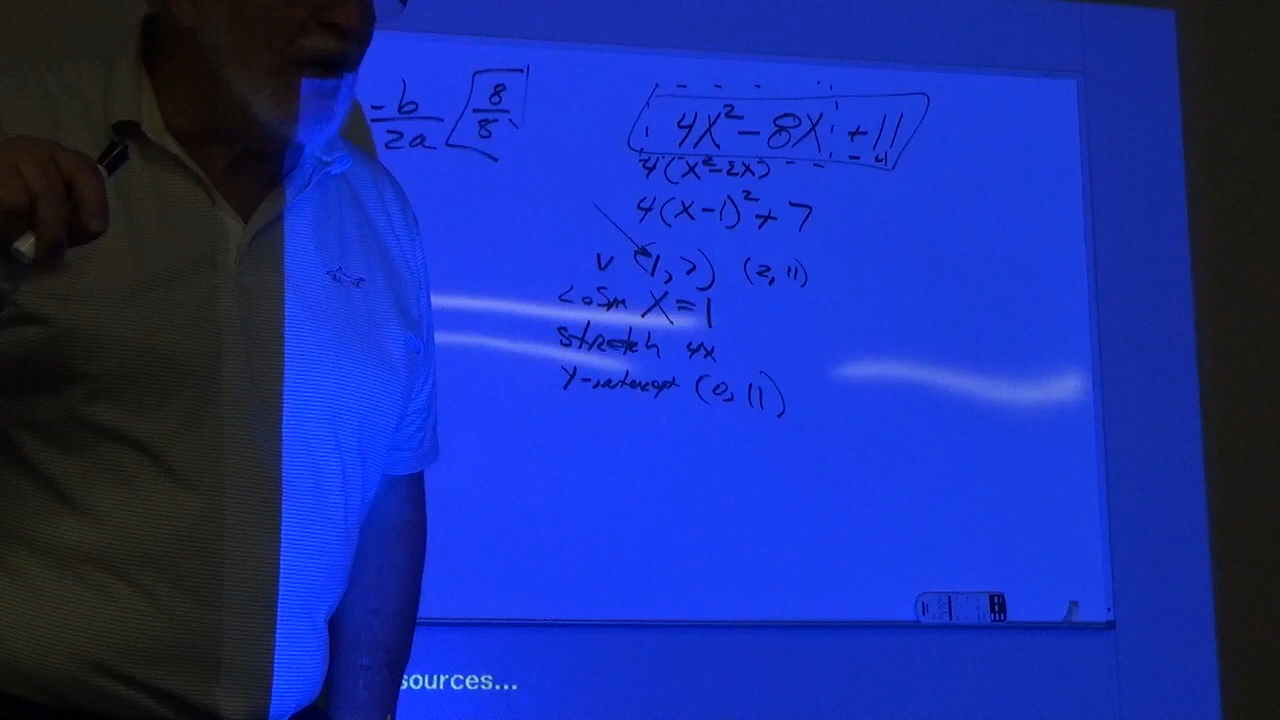 -b/2a 8/8
4x² - 8x + 11
4(x² - 2x) - 4
4(x-1)² + 7
V (1, 7) (2, 11)
LOSM X = 1
stretch 4x
y-intercept (0, 11)
sources...